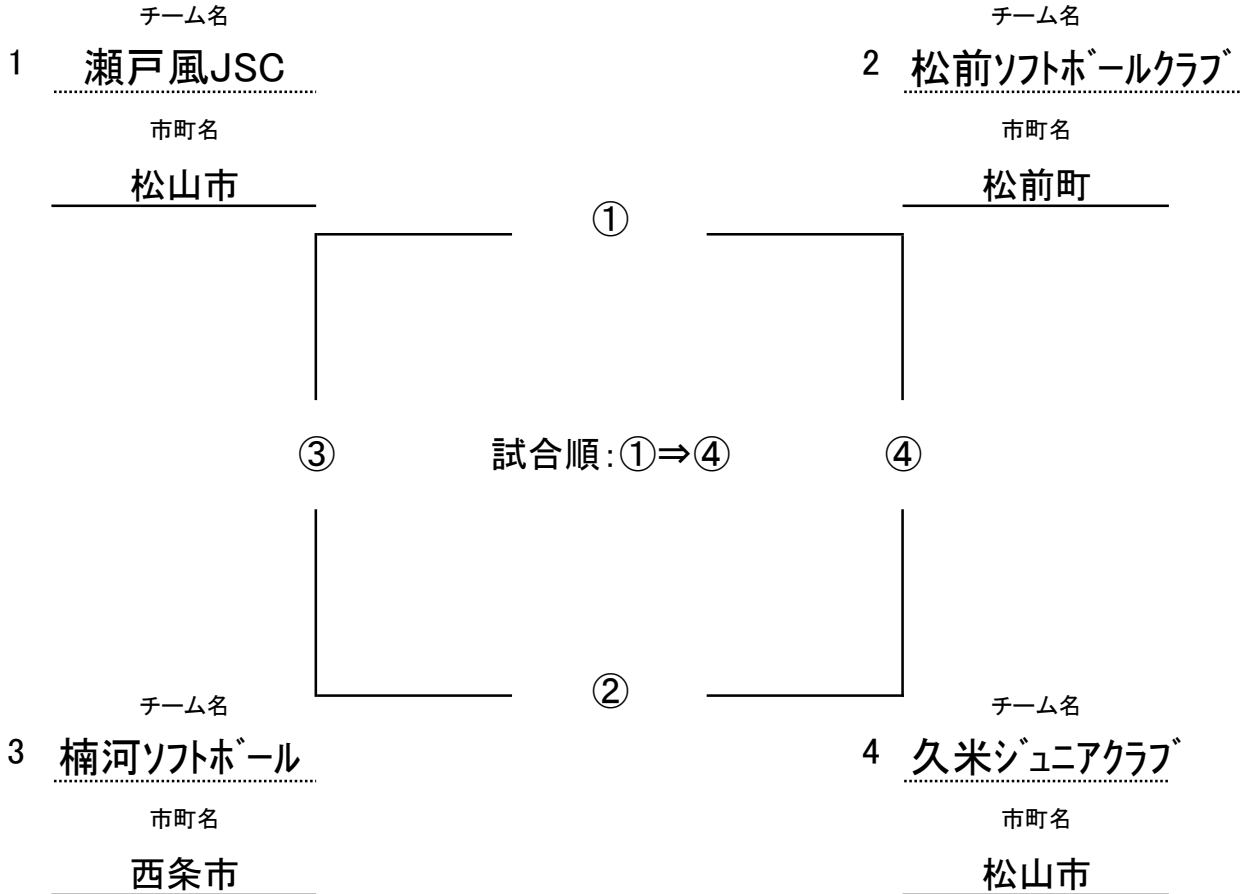 チーム名 チーム名
1 瀬戸風JSC 2 松前ｿﾌﾄﾎﾞｰﾙｸﾗﾌﾞ
市町名 市町名
松山市 松前町
①
③ 試合順：①⇒④ ④
②
チーム名 チーム名
3 楠河ｿﾌﾄﾎﾞｰﾙ 4 久米ｼﾞｭﾆｱｸﾗﾌﾞ
市町名 市町名
西条市 松山市